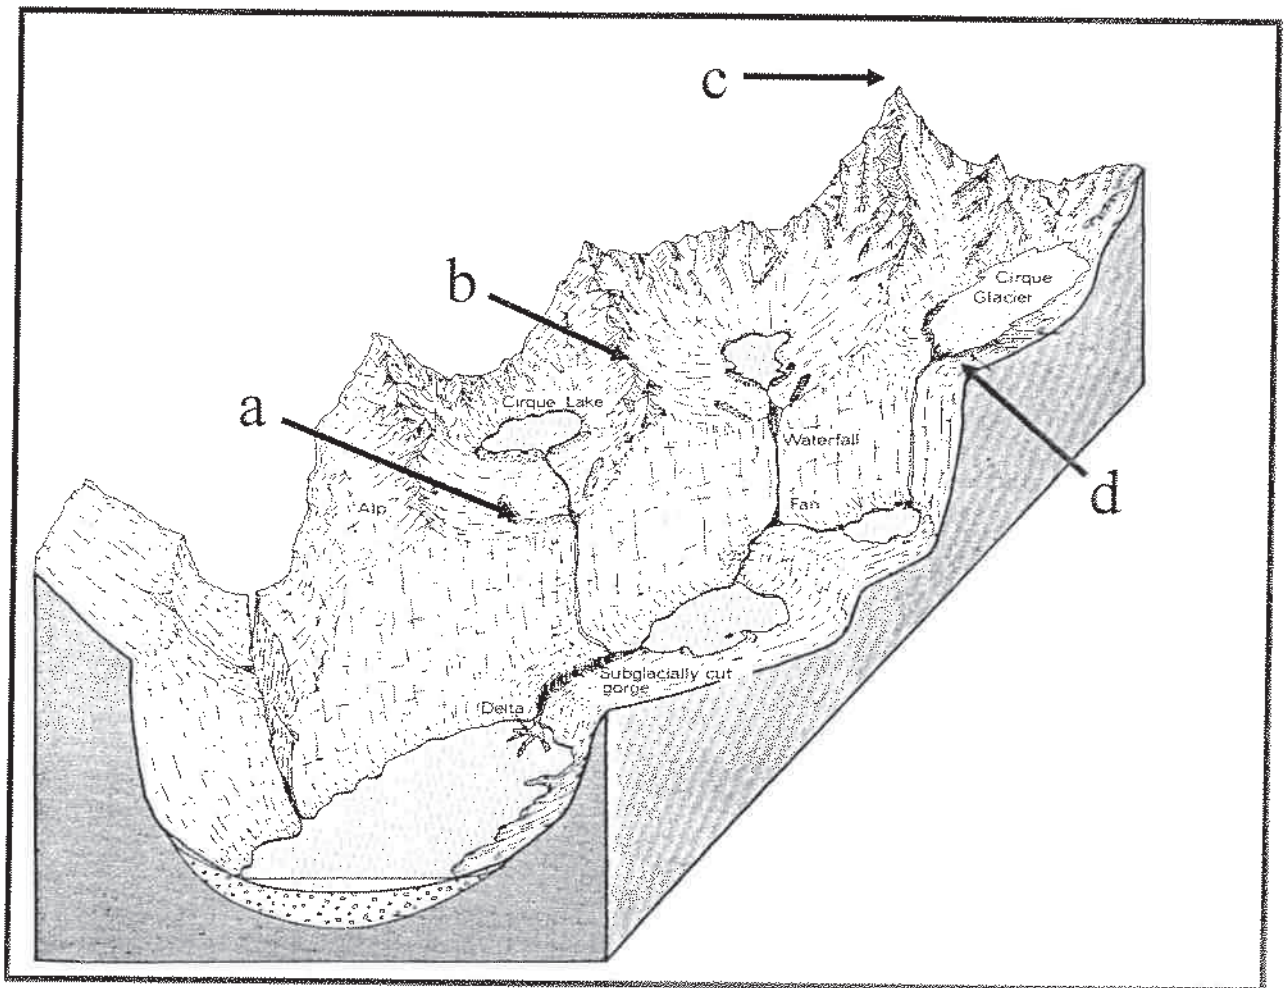 c
b
Cirque
Glacier
a
Cirque Lake
Waterfall
d
Alp
Fan
Subglacially cut
gorge
Delta